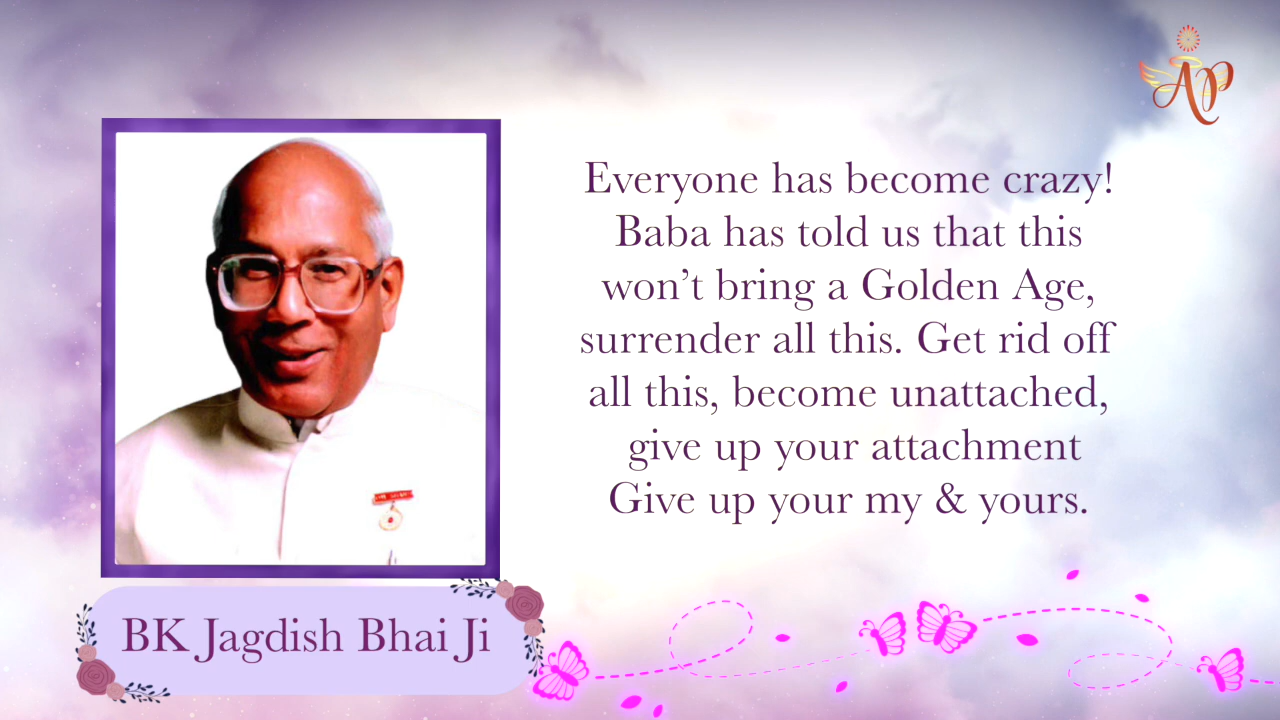 AP
Everyone has become crazy!
Baba has told us that this
won't bring a Golden Age,
surrender all this. Get rid off
all this, become unattached,
give up your attachment
Give up your my & yours.
BK Jagdish Bhai Ji